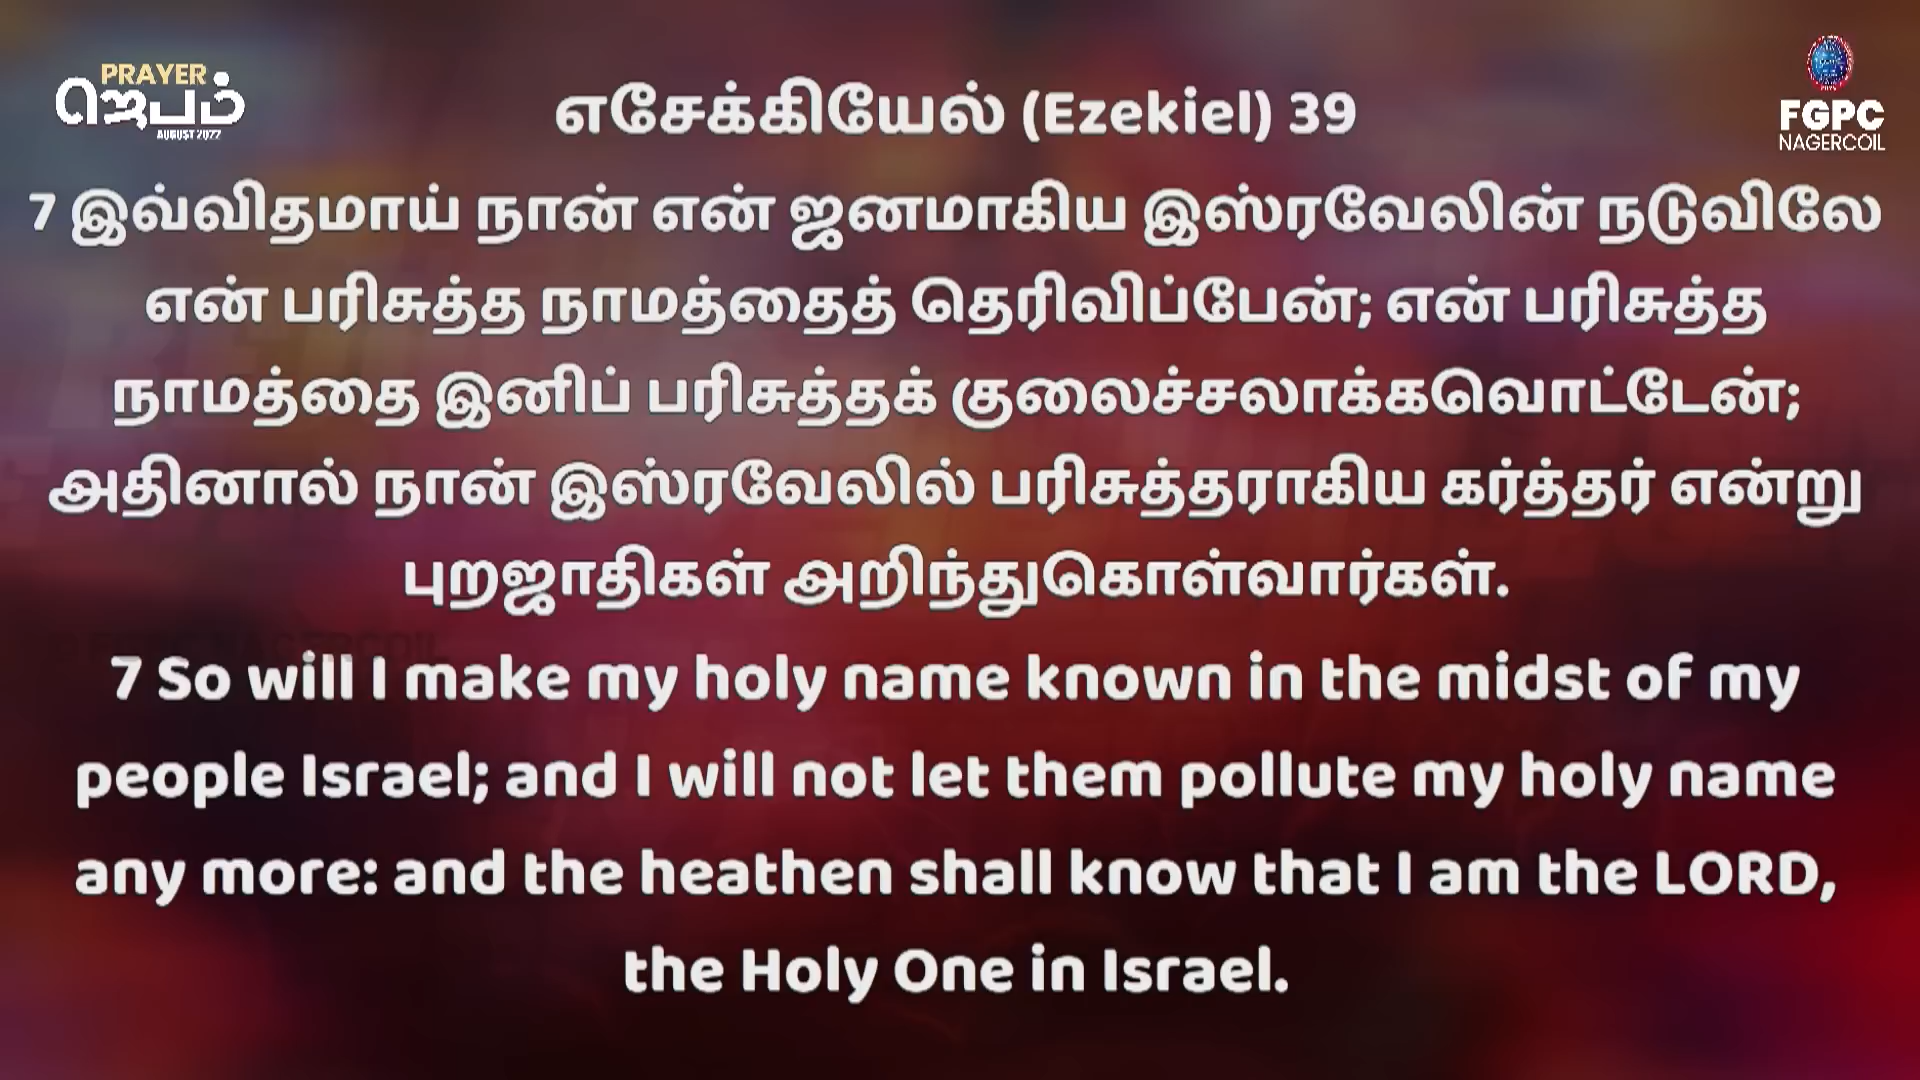 PRAYER
ஜெபம்
AUGUST 2022
FGPC
NAGERCOIL
எசேக்கியேல் (Ezekiel) 39
7 இவ்விதமாய் நான் என் ஜனமாகிய இஸ்ரவேலின் நடுவிலே
என் பரிசுத்த நாமத்தைத் தெரிவிப்பேன்; என் பரிசுத்த
நாமத்தை இனிப் பரிசுத்தக் குலைச்சலாக்கவொட்டேன்;
அதினால் நான் இஸ்ரவேலில் பரிசுத்தராகிய கர்த்தர் என்று
புறஜாதிகள் அறிந்துகொள்வார்கள்.
7 So will I make my holy name known in the midst of my
people Israel; and I will not let them pollute my holy name
any more: and the heathen shall know that I am the LORD,
the Holy One in Israel.